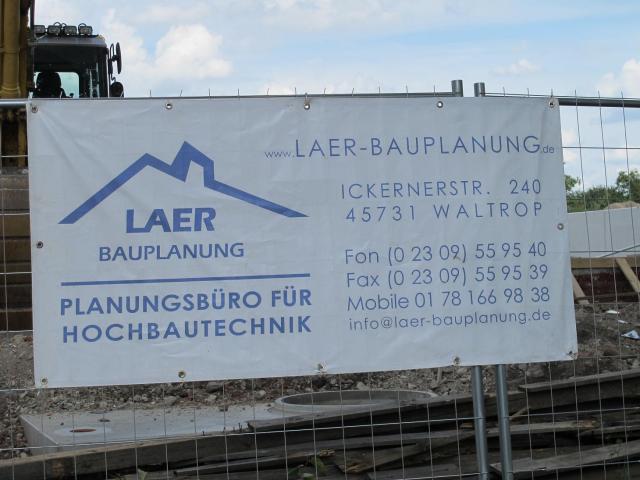 LAER
BAUPLANUNG
PLANUNGSBÜRO FÜR
HOCHBAUTECHNIK
www.LAER-BAUPLANUNG.de
ICKERNERSTR. 240
45731 WALTROP
Fon (0 23 09) 55 95 40
Fax (0 23 09) 55 95 39
Mobile 01 78 166 98 38
info@laer-bauplanung.de